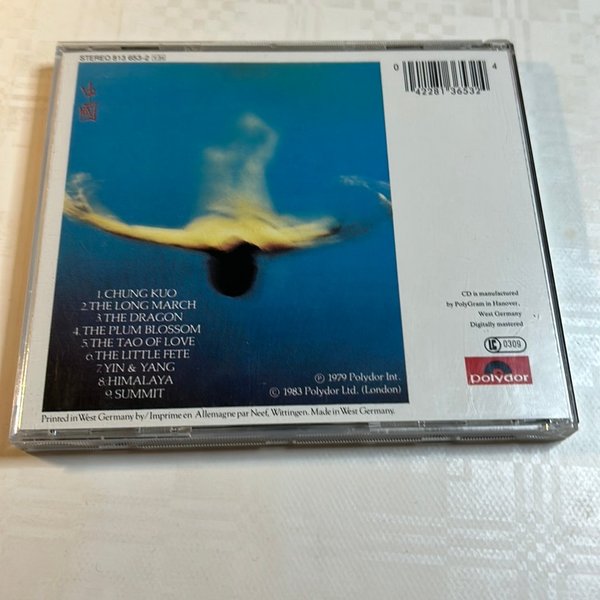 STEREO 813 653-2
中國
0 42281 36532 4
1. CHUNG KUO
2. THE LONG MARCH
3. THE DRAGON
4. THE PLUM BLOSSOM
5. THE TAO OF LOVE
6. THE LITTLE FETE
7. YIN & YANG
8. HIMALAYA
9. SUMMIT
CD is manufactured
by PolyGram in Hanover,
West Germany
Digitally mastered
LC 0309
polydor
Ⓟ 1979 Polydor Int.
© 1983 Polydor Ltd. (London)
Printed in West Germany by/Imprime en Allemagne par Neef, Wittingen. Made in West Germany.